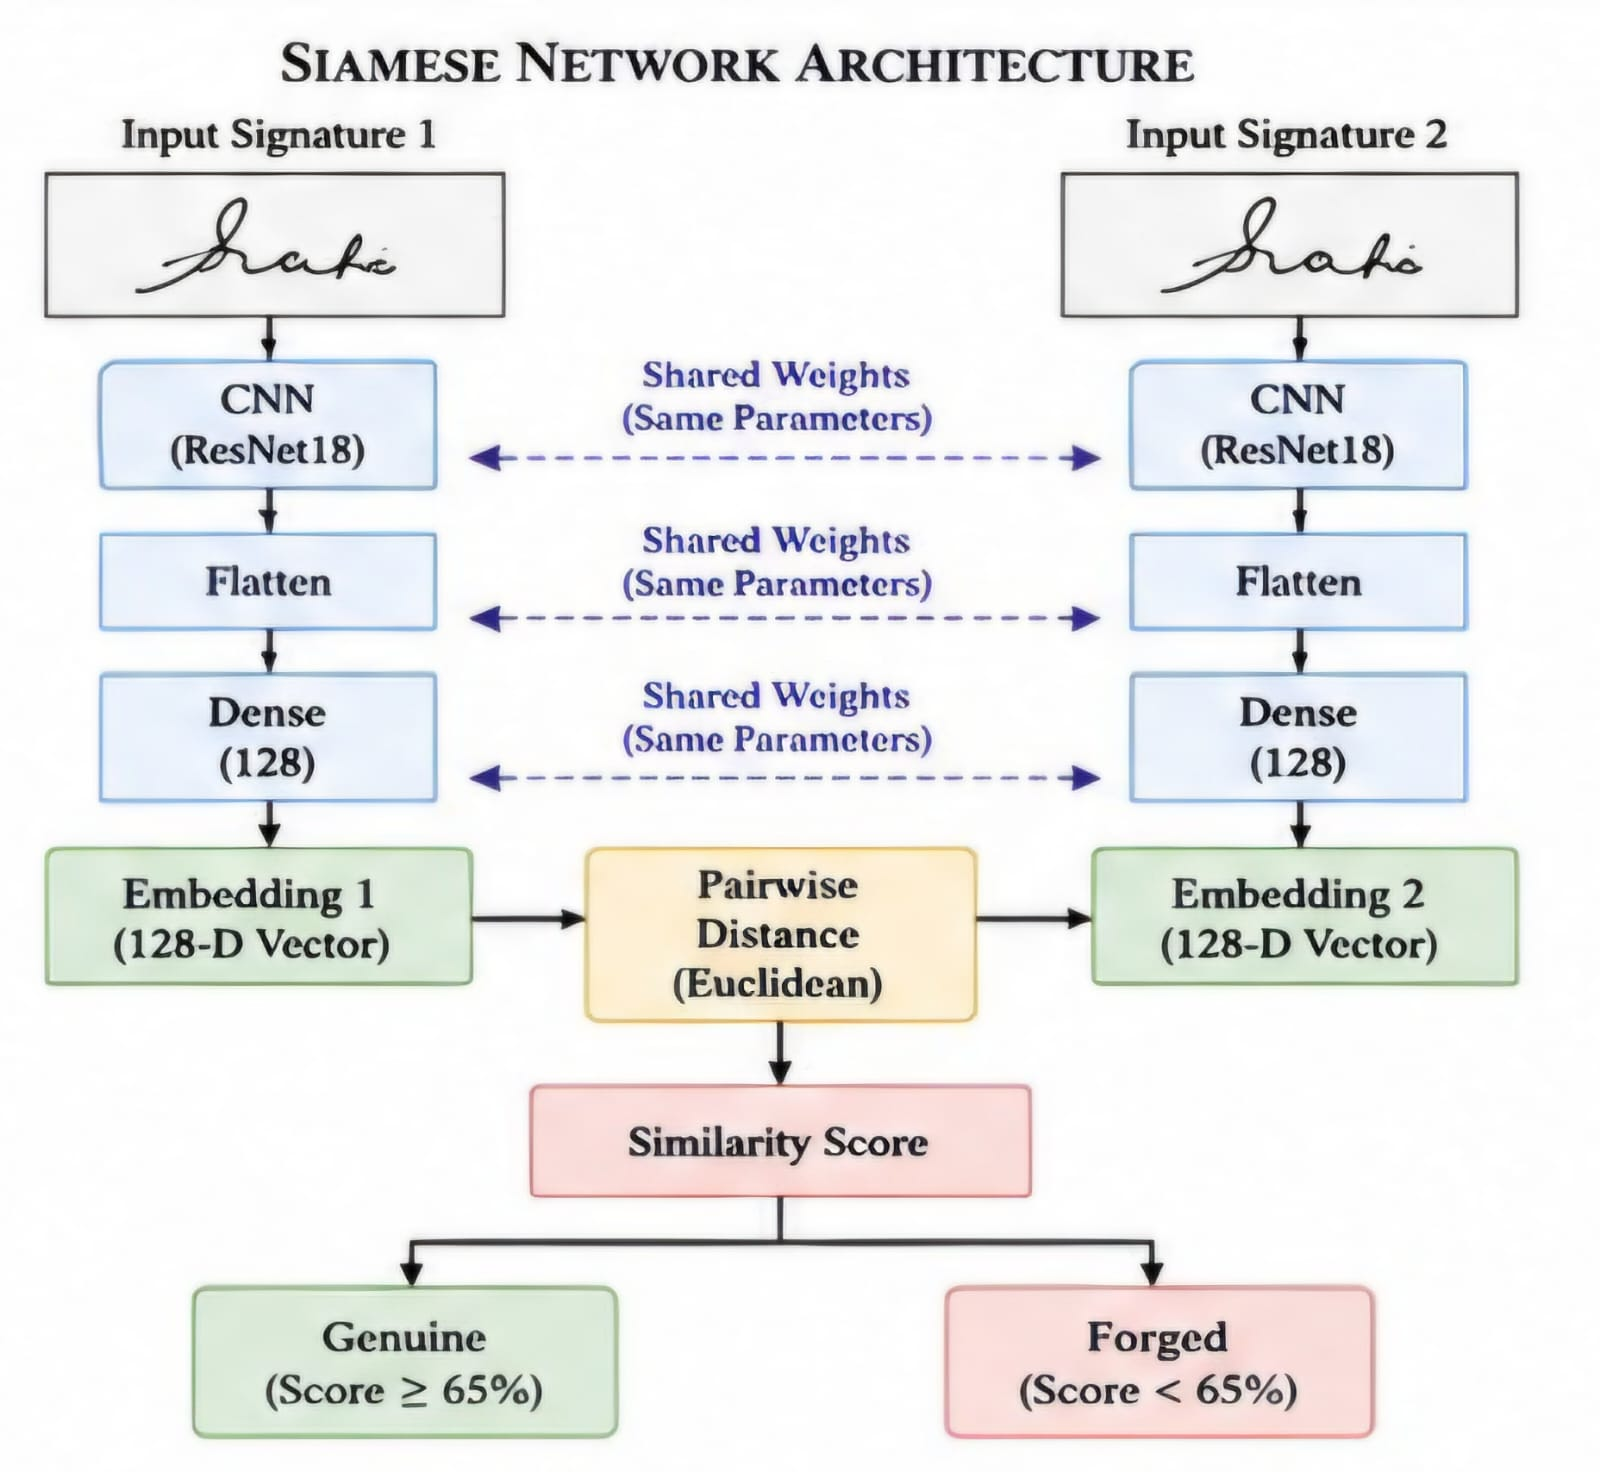 SIAMESE NETWORK ARCHITECTURE
Input Signature 1
Input Signature 2
CNN
(ResNet18)
Shared Weights
(Same Parameters)
CNN
(ResNet18)
Flatten
Shared Weights
(Same Parameters)
Flatten
Dense
(128)
Shared Weights
(Same Parameters)
Dense
(128)
Embedding 1
(128-D Vector)
Pairwise
Distance
(Euclidean)
Embedding 2
(128-D Vector)
Similarity Score
Genuine
(Score ≥ 65%)
Forged
(Score < 65%)